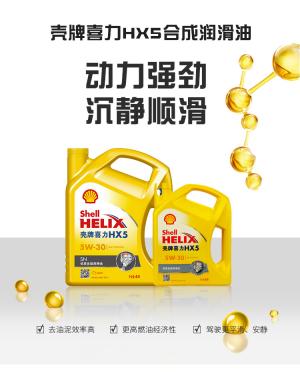 壳牌喜力HX5合成润滑油
动力强劲
沉静顺滑
Shell
HELIX
壳牌喜力HX5
5W-30
SN
Shell
HELIX
壳牌喜力HX5
5W-30
去油泥效率高
更高燃油经济性
驾驶更平滑、安静